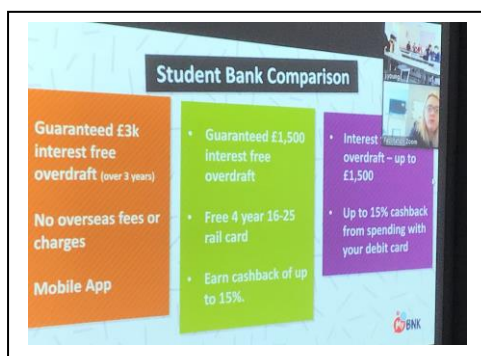 Student Bank Comparison
Guaranteed £3k
interest free
overdraft (over 3 years)
No overseas fees or
charges
Mobile App
• Guaranteed £1,500
interest free
overdraft
• Free 4 year 16-25
rail card
• Earn cashback of up
to 15%.
• Interest
overdraft – up to
£1,500
• Up to 15% cashback
from spending with
your debit card
My BNK